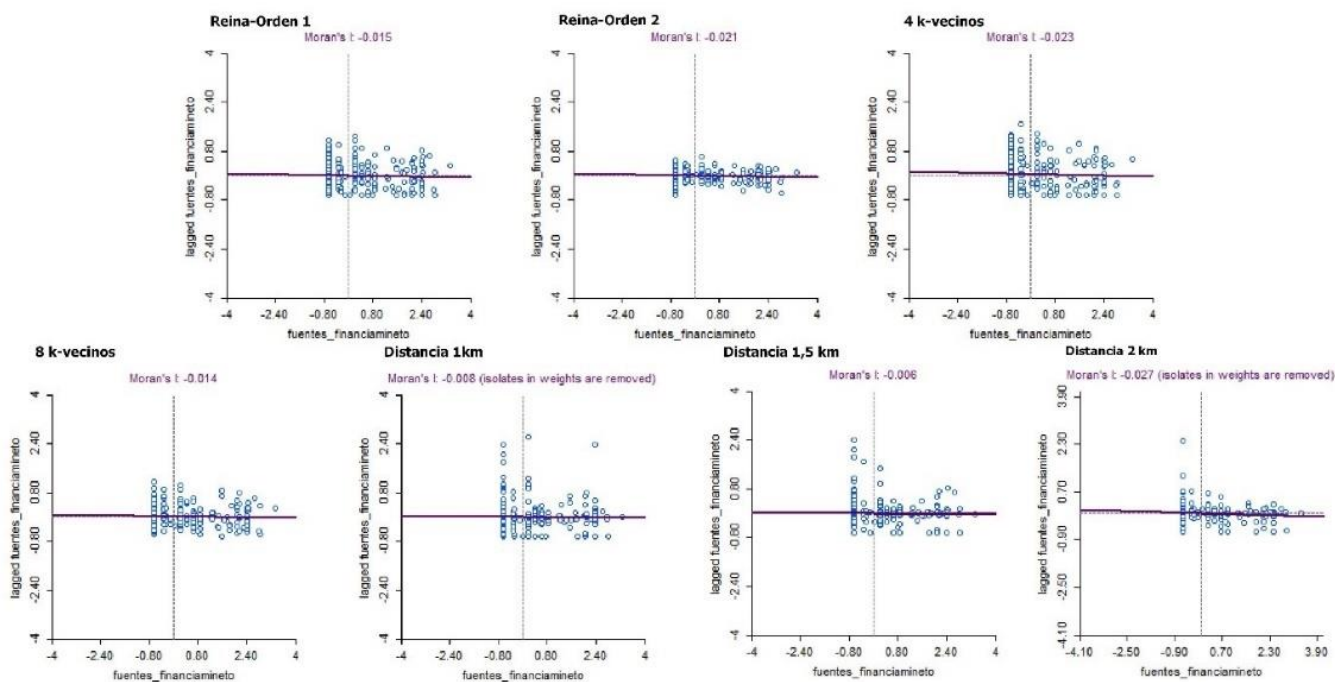 Reina-Orden 1
Moran's I: -0.015
4
2.40
0.80
-0.80
-2.40
-4
lagged fuentes_financiamineto
-4 -2.40 -0.80 0.80 2.40 4
fuentes_financiamineto
Reina-Orden 2
Moran's I: -0.021
4
2.40
0.80
-0.80
-2.40
-4
lagged fuentes_financiamineto
-4 -2.40 -0.80 0.80 2.40 4
fuentes_financiamineto
4 k-vecinos
Moran's I: -0.023
4
2.40
0.80
-0.80
-2.40
-4
lagged fuentes_financiamineto
-4 -2.40 -0.80 0.80 2.40 4
fuentes_financiamineto
8 k-vecinos
Moran's I: -0.014
4
2.40
0.80
-0.80
-2.40
-4
lagged fuentes_financiamineto
-4 -2.40 -0.80 0.80 2.40 4
fuentes_financiamineto
Distancia 1km
Moran's I: -0.008 (isolates in weights are removed)
4
2.40
0.80
-0.80
-2.40
-4
lagged fuentes_financiamineto
-4 -2.40 -0.80 0.80 2.40 4
fuentes_financiamineto
Distancia 1,5 km
Moran's I: -0.006
4
2.40
0.80
-0.80
-2.40
-4
lagged fuentes_financiamineto
-4 -2.40 -0.80 0.80 2.40 4
fuentes_financiamineto
Distancia 2 km
Moran's I: -0.027 (isolates in weights are removed)
3.90
2.30
0.70
-0.90
-2.50
-4.10
lagged fuentes_financiamineto
-4.10 -2.50 -0.90 0.70 2.30 3.90
fuentes_financiamineto